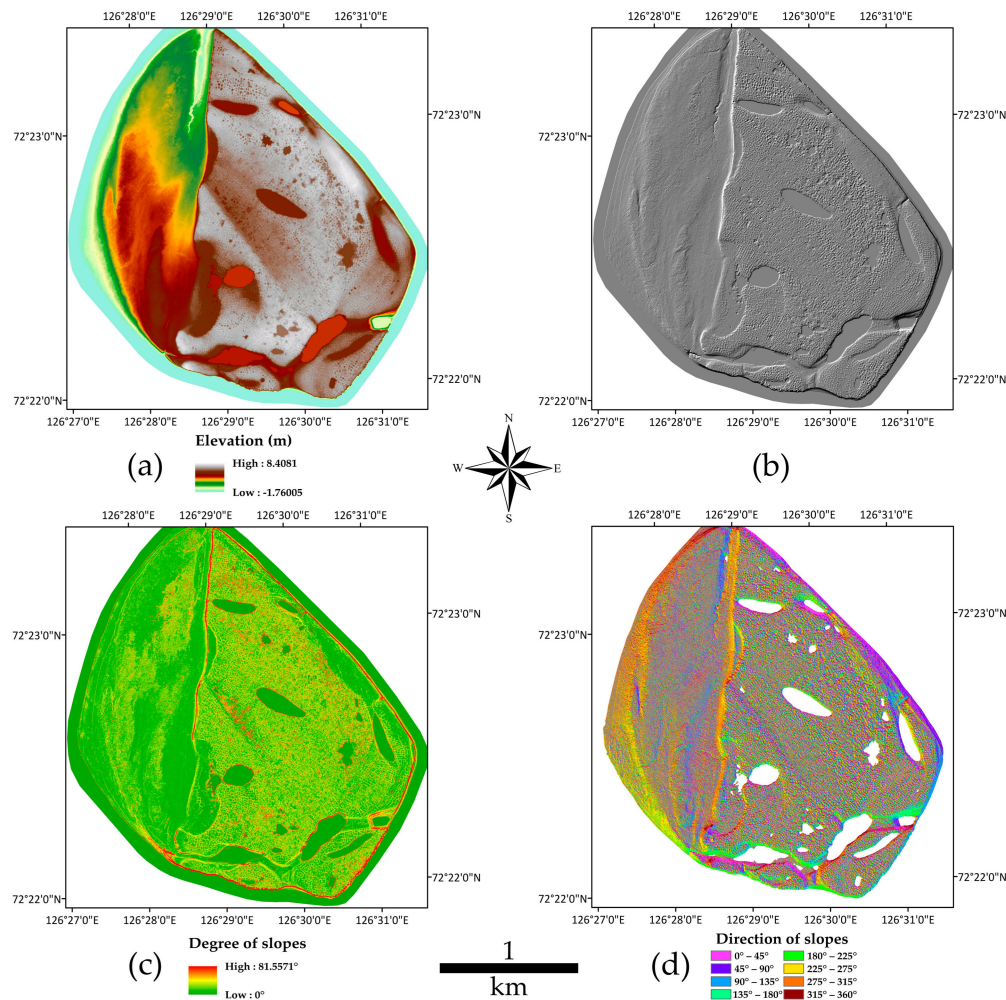 126°28'0"E 126°29'0"E 126°30'0"E 126°31'0"E
72°23'0"N
72°23'0"N
72°22'0"N
72°22'0"N
126°27'0"E 126°28'0"E 126°29'0"E 126°30'0"E 126°31'0"E
Elevation (m)
(a)
High : 8.4081
Low : -1.76005
126°28'0"E 126°29'0"E 126°30'0"E 126°31'0"E
72°23'0"N
72°23'0"N
72°22'0"N
72°22'0"N
126°27'0"E 126°28'0"E 126°29'0"E 126°30'0"E 126°31'0"E
(b)
N
W E
S
126°28'0"E 126°29'0"E 126°30'0"E 126°31'0"E
72°23'0"N
72°23'0"N
72°22'0"N
72°22'0"N
126°27'0"E 126°28'0"E 126°29'0"E 126°30'0"E 126°31'0"E
Degree of slopes
(c)
High : 81.5571°
Low : 0°
1
km
126°28'0"E 126°29'0"E 126°30'0"E 126°31'0"E
72°23'0"N
72°23'0"N
72°22'0"N
72°22'0"N
126°27'0"E 126°28'0"E 126°29'0"E 126°30'0"E 126°31'0"E
Direction of slopes
(d)
0° – 45° 180° – 225°
45° – 90° 225° – 275°
90° – 135° 275° – 315°
135° – 180° 315° – 360°